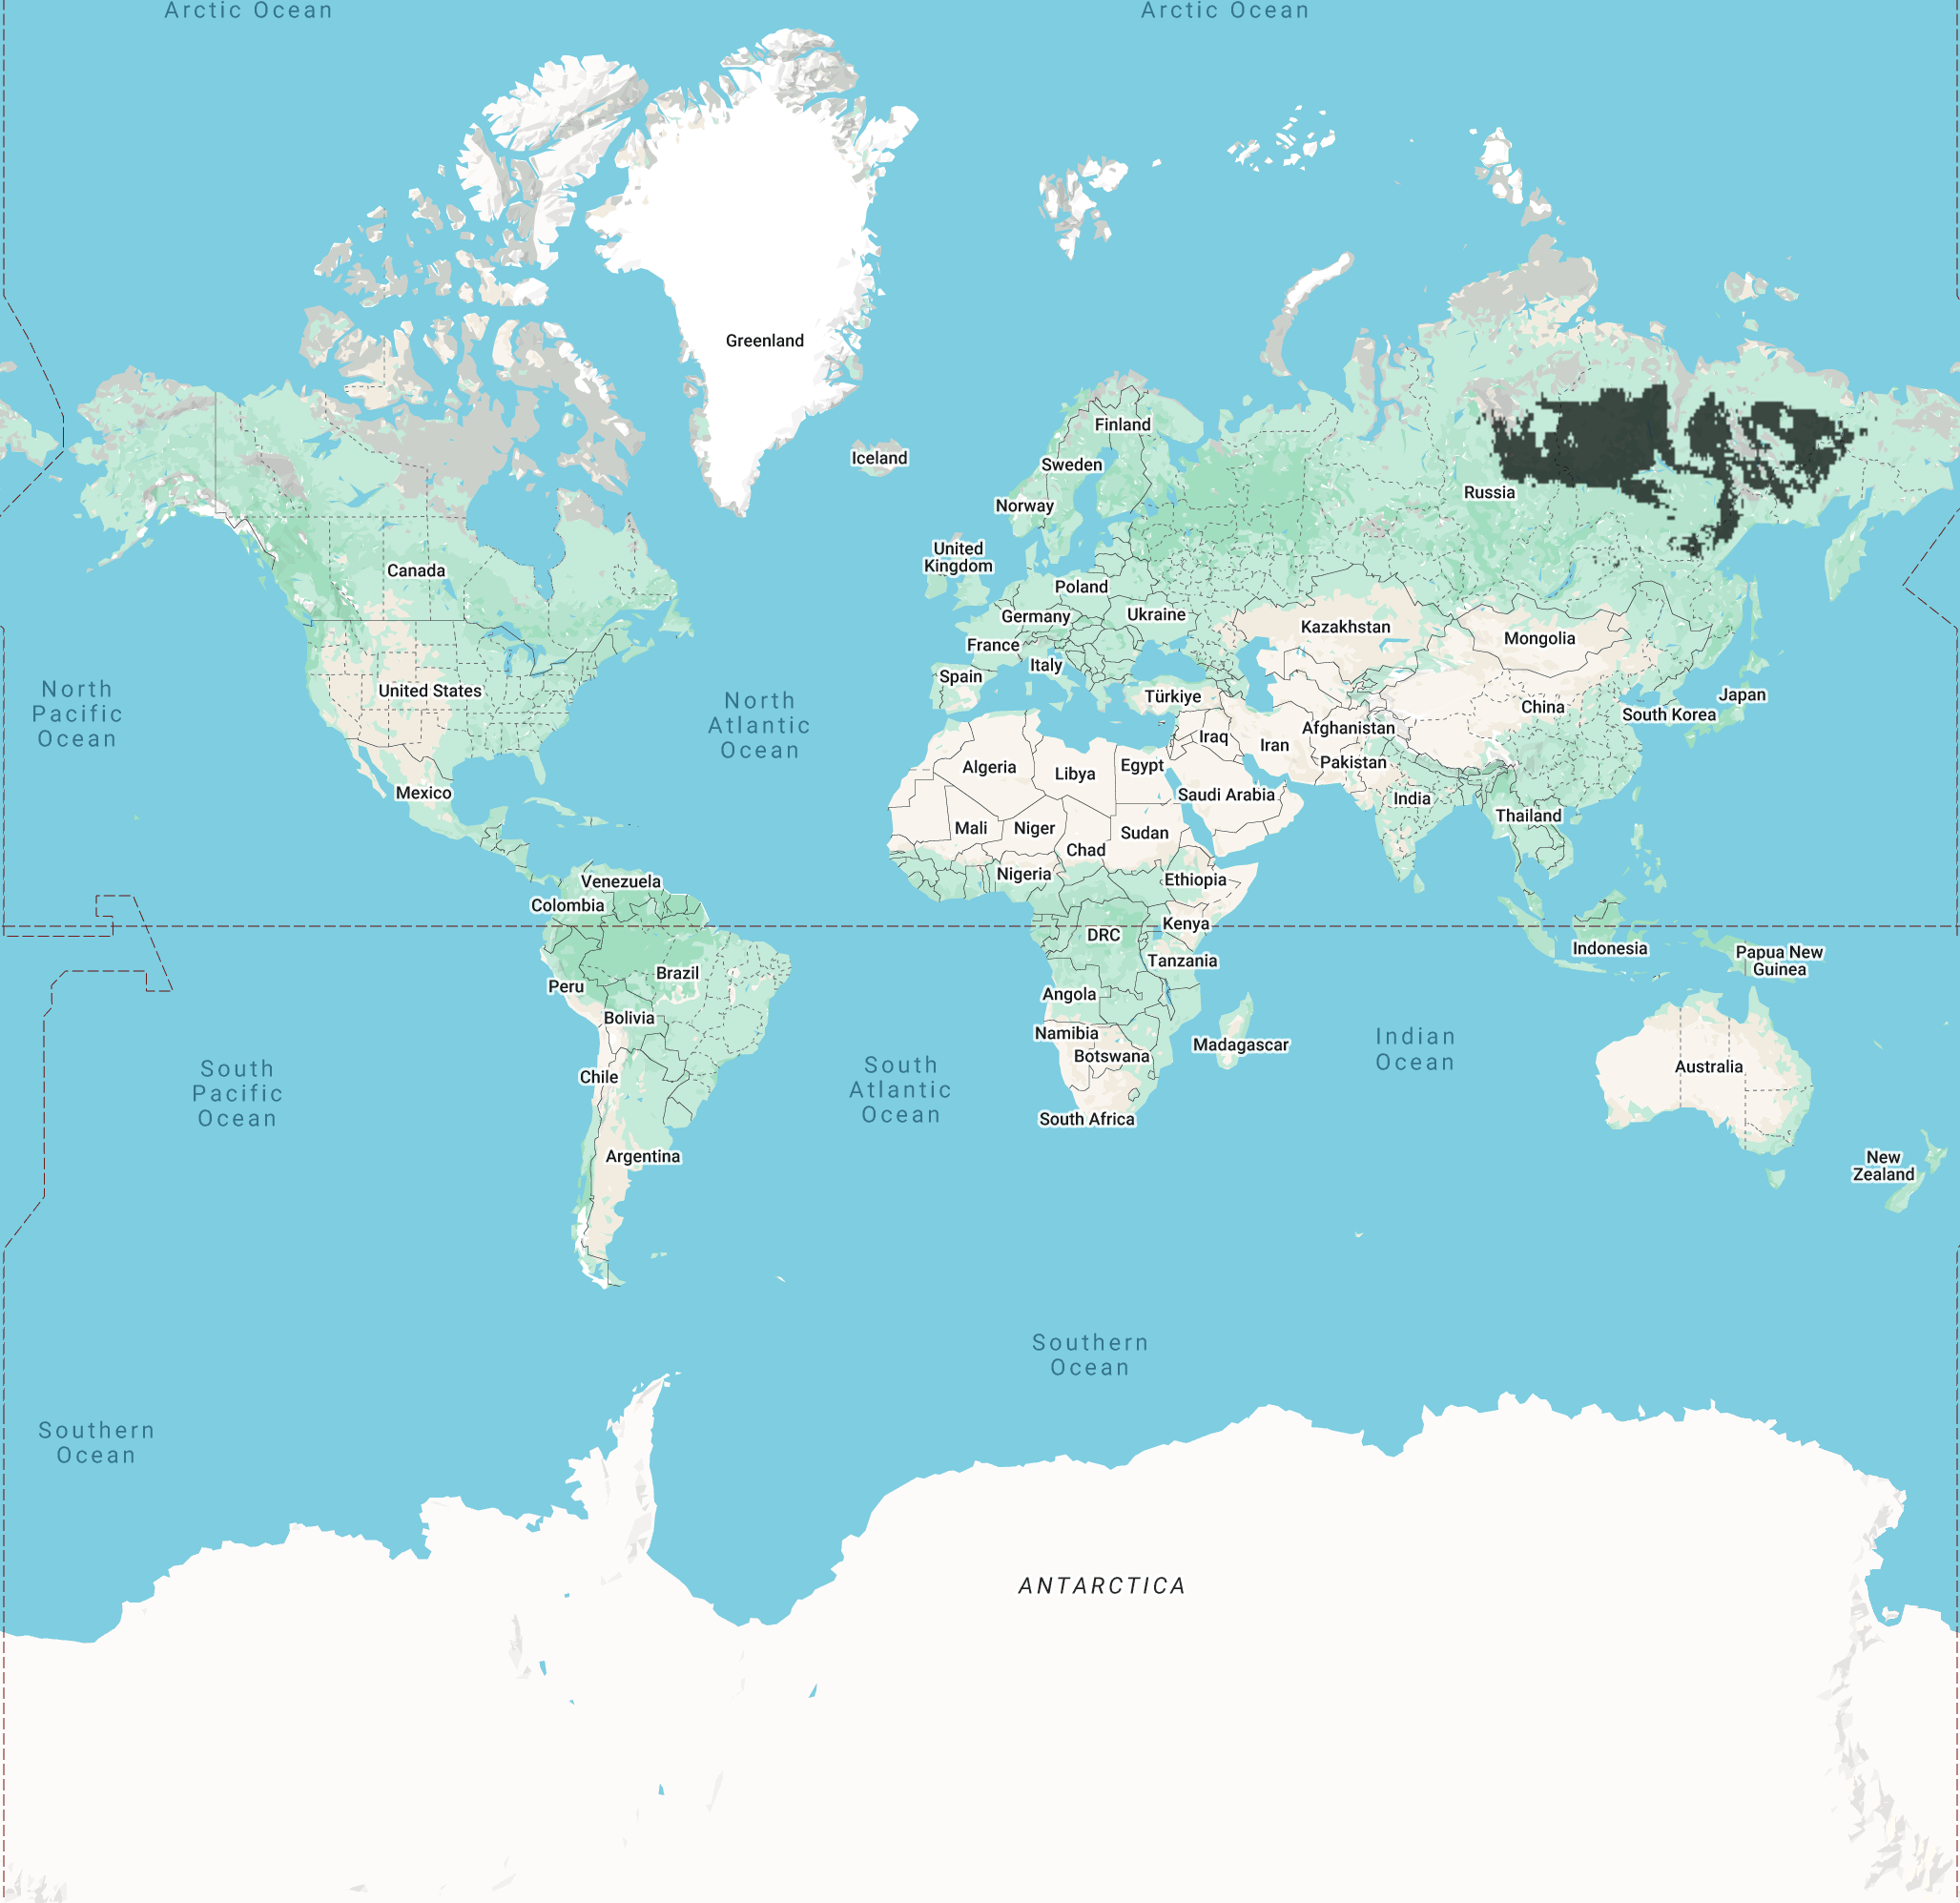 Arctic Ocean
Arctic Ocean
Greenland
Finland
Iceland
Sweden
Russia
Norway
United
Kingdom
Canada
Poland
Germany
Ukraine
Kazakhstan
Mongolia
France
Italy
Spain
United States
North
Pacific
Ocean
North
Atlantic
Ocean
Türkiye
Japan
China
South Korea
Afghanistan
Iraq
Iran
Pakistan
Algeria
Libya
Egypt
Mexico
Saudi Arabia
India
Thailand
Mali
Niger
Sudan
Chad
Nigeria
Ethiopia
Venezuela
Colombia
Kenya
DRC
Indonesia
Papua New
Guinea
Tanzania
Brazil
Peru
Angola
Bolivia
Namibia
Madagascar
Botswana
Indian
Ocean
Australia
Chile
South
Pacific
Ocean
South
Atlantic
Ocean
South Africa
Argentina
New
Zealand
Southern
Ocean
Southern
Ocean
ANTARCTICA